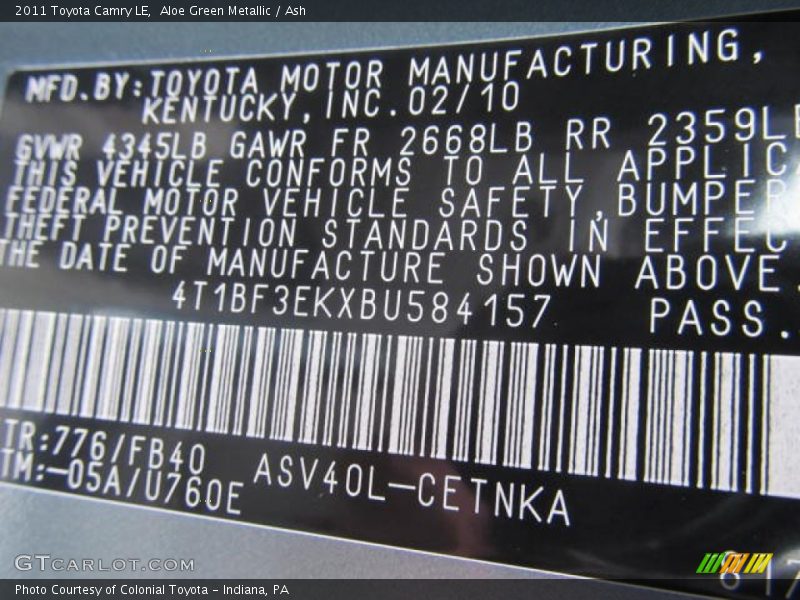 2011 Toyota Camry LE,  Aloe Green Metallic / Ash
MFD.BY:TOYOTA MOTOR MANUFACTURING,
KENTUCKY,INC.02/10
GVWR 4345LB GAWR FR 2668LB RR 2359L
THIS VEHICLE CONFORMS TO ALL APPLIC
FEDERAL MOTOR VEHICLE SAFETY,BUMPER
THEFT PREVENTION STANDARDS IN EFFEC
THE DATE OF MANUFACTURE SHOWN ABOVE.
4T1BF3EKXBU584157 PASS.
TR:776/FB40
TM:-05A/U760E ASV40L-CETNKA
GTCARLOT.COM
Photo Courtesy of Colonial Toyota - Indiana, PA